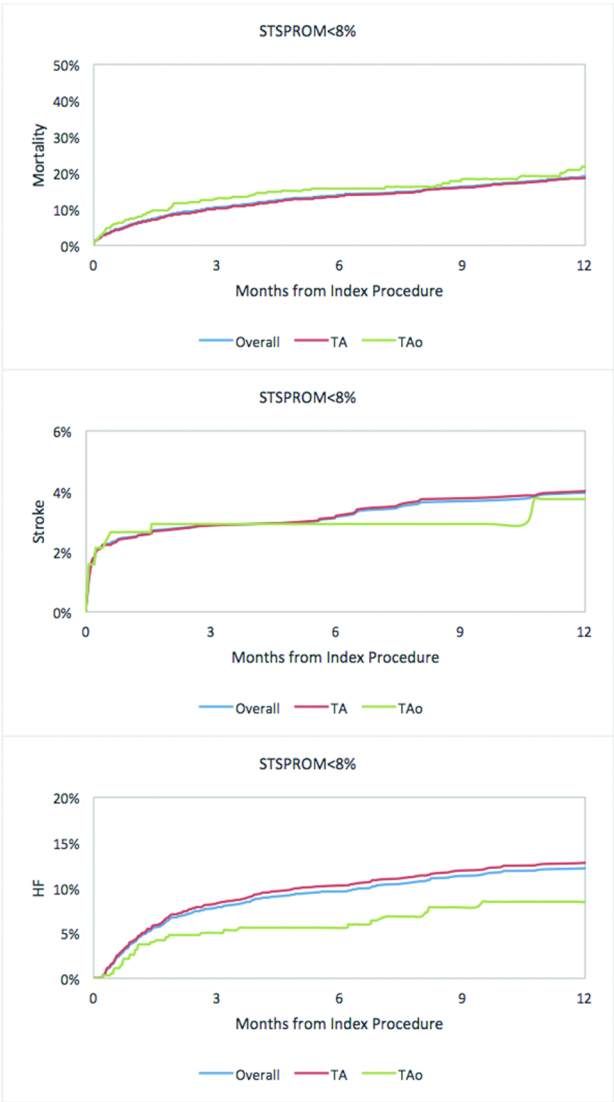 STSPROM<8%
50%
40%
30%
20%
10%
0%
Mortality
0 3 6 9 12
Months from Index Procedure
Overall TA TAo
STSPROM<8%
6%
4%
2%
0%
Stroke
0 3 6 9 12
Months from Index Procedure
Overall TA TAo
STSPROM<8%
20%
15%
10%
5%
0%
HF
0 3 6 9 12
Months from Index Procedure
Overall TA TAo